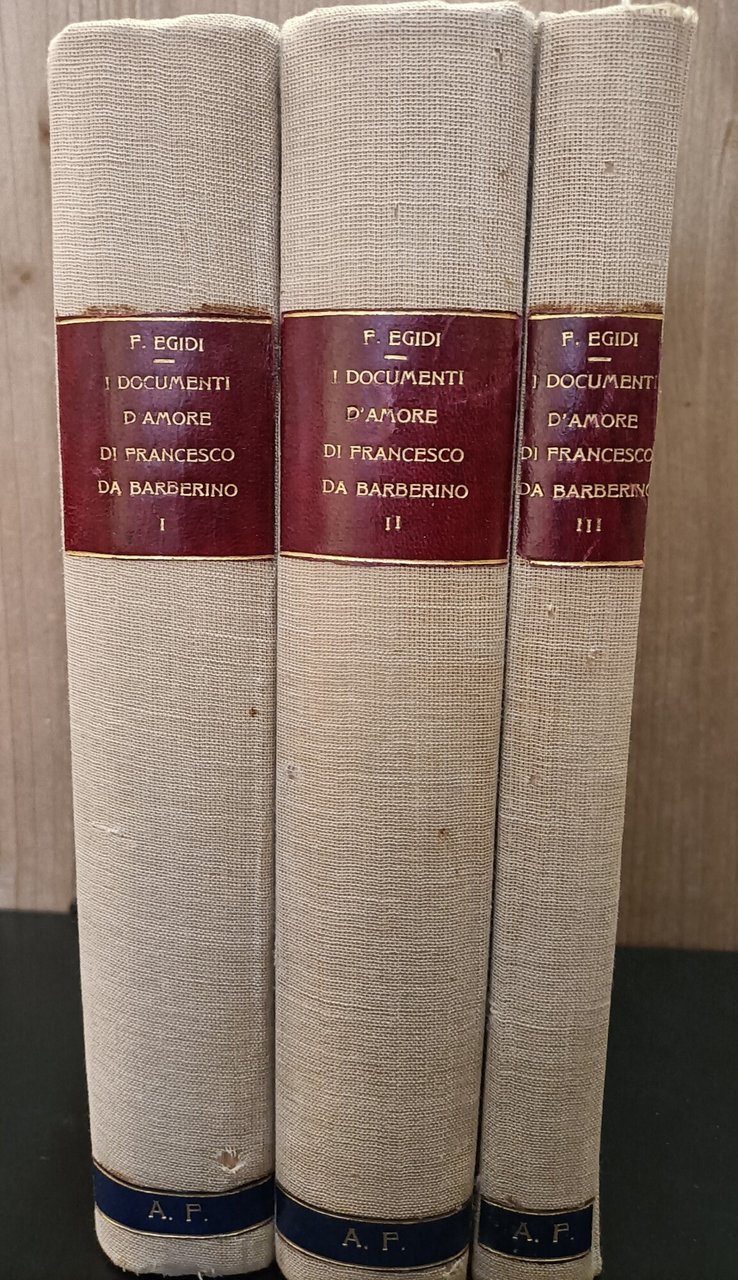 F. EGIDI
I DOCUMENTI
D'AMORE
DI FRANCESCO
DA BARBERINO
I
A. F.
F. EGIDI
I DOCUMENTI
D'AMORE
DI FRANCESCO
DA BARBERINO
II
A. F.
F. EGIDI
I DOCUMENTI
D'AMORE
DI FRANCESCO
DA BARBERINO
III
A. F.